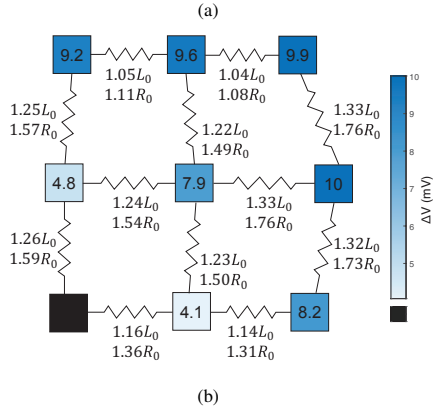 (a)
9.2 9.6 9.9
1.05L₀ 1.04L₀
1.11R₀ 1.08R₀
10
1.25L₀ 1.22L₀ 1.33L₀
1.57R₀ 1.49R₀ 1.76R₀
9
8
4.8 7.9 10
1.24L₀ 1.33L₀
1.54R₀ 1.76R₀
7
ΔV (mV)
6
1.26L₀ 1.23L₀ 1.32L₀
1.59R₀ 1.50R₀ 1.73R₀
5
4.1 8.2
1.16L₀ 1.14L₀
1.36R₀ 1.31R₀
(b)